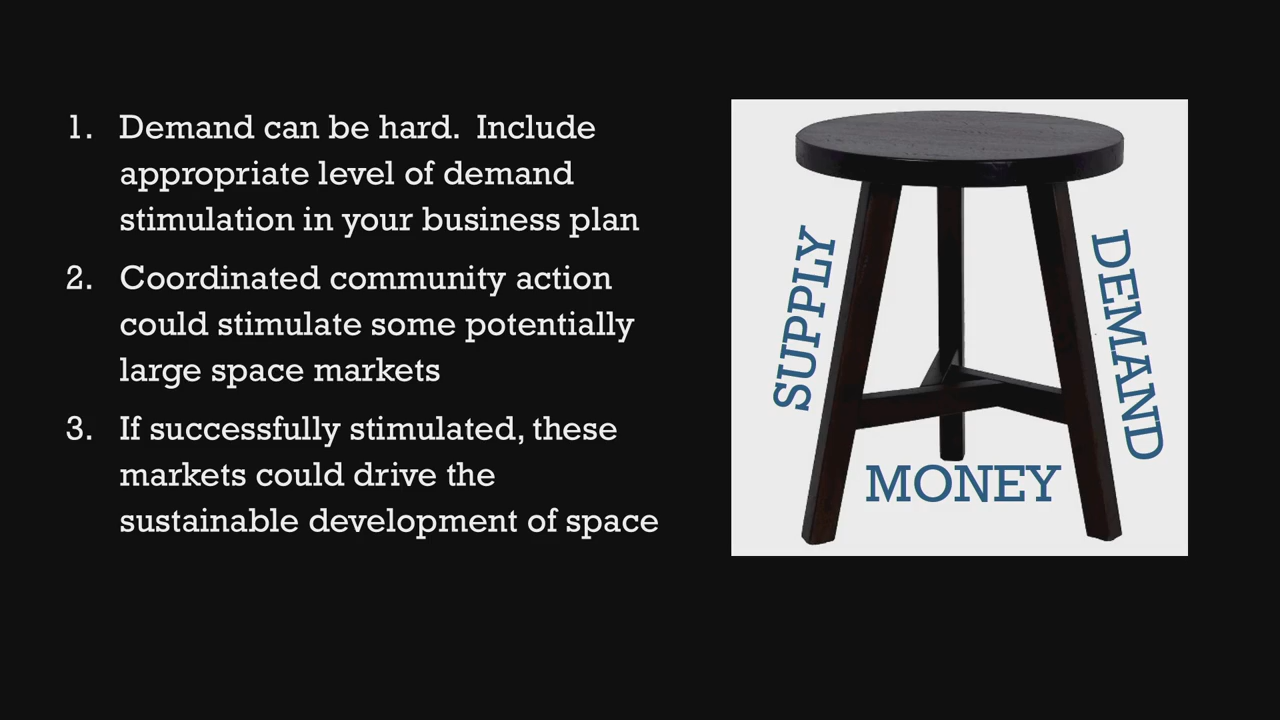 1. Demand can be hard. Include
appropriate level of demand
stimulation in your business plan
2. Coordinated community action
could stimulate some potentially
large space markets
3. If successfully stimulated, these
markets could drive the
sustainable development of space
SUPPLY
DEMAND
MONEY